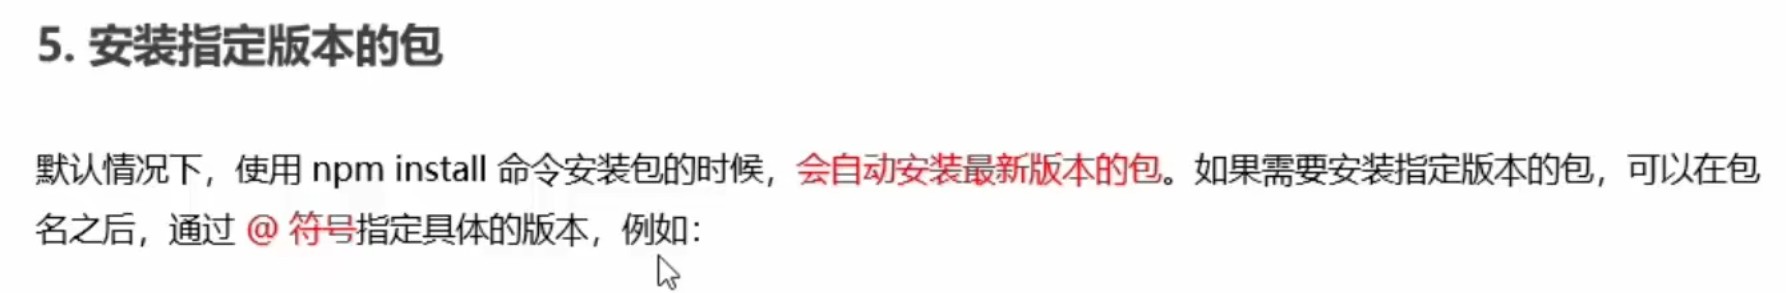 5. 安装指定版本的包
默认情况下，使用 npm install 命令安装包的时候，会自动安装最新版本的包。如果需要安装指定版本的包，可以在包
名之后，通过 @ 符号指定具体的版本，例如：